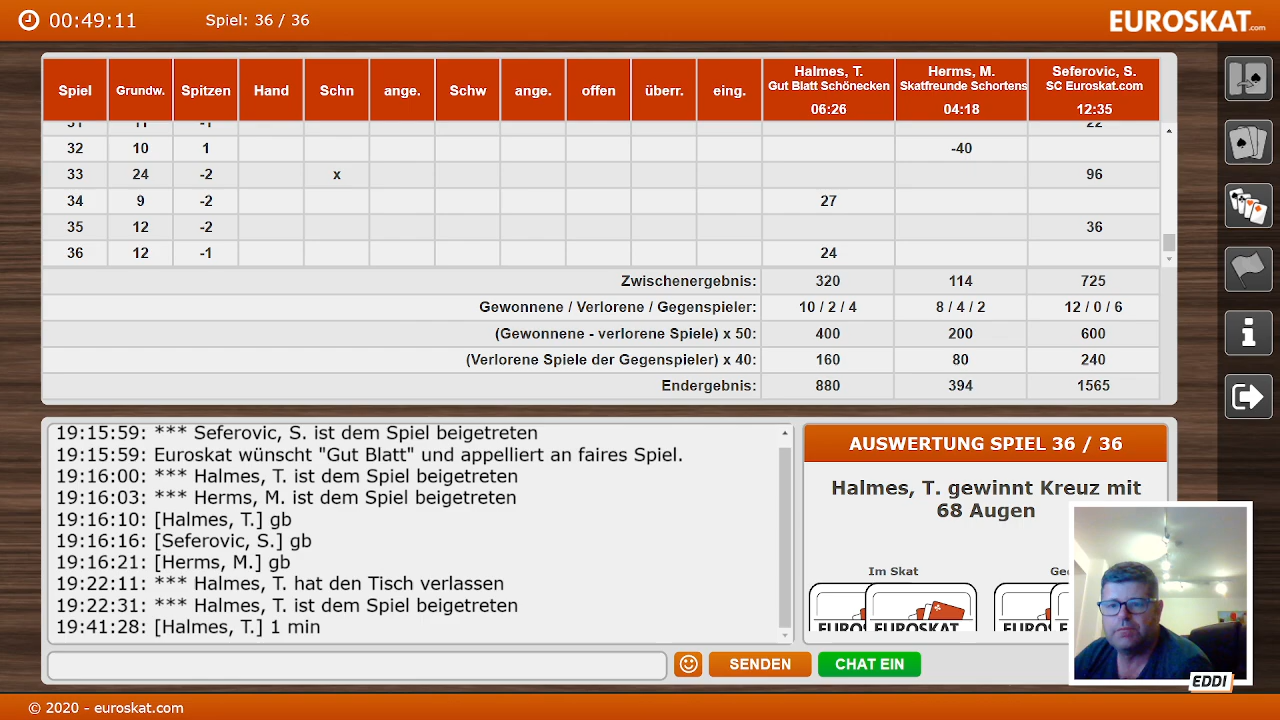 00:49:11
Spiel: 36 / 36
EUROSKAT.com
Spiel Grundw. Spitzen Hand Schn ange. Schw ange. offen überr. eing.
Halmes, T.
Gut Blatt Schönecken
06:26
Herms, M.
Skatfreunde Schortens
04:18
Seferovic, S.
SC Euroskat.com
12:35
31 11 -1 22
32 10 1 -40
33 24 -2 x 96
34 9 -2 27
35 12 -2 36
36 12 -1 24
Zwischenergebnis: 320 114 725
Gewonnene / Verlorene / Gegenspieler: 10 / 2 / 4 8 / 4 / 2 12 / 0 / 6
(Gewonnene - verlorene Spiele) x 50: 400 200 600
(Verlorene Spiele der Gegenspieler) x 40: 160 80 240
Endergebnis: 880 394 1565
19:15:59: *** Seferovic, S. ist dem Spiel beigetreten
19:15:59: Euroskat wünscht "Gut Blatt" und appelliert an faires Spiel.
19:16:00: *** Halmes, T. ist dem Spiel beigetreten
19:16:03: *** Herms, M. ist dem Spiel beigetreten
19:16:10: [Halmes, T.] gb
19:16:16: [Seferovic, S.] gb
19:16:21: [Herms, M.] gb
19:22:11: *** Halmes, T. hat den Tisch verlassen
19:22:31: *** Halmes, T. ist dem Spiel beigetreten
19:41:28: [Halmes, T.] 1 min
SENDEN
CHAT EIN
AUSWERTUNG SPIEL 36 / 36
Halmes, T. gewinnt Kreuz mit
68 Augen
Im Skat
EUROSKAT
EDDI
© 2020 - euroskat.com